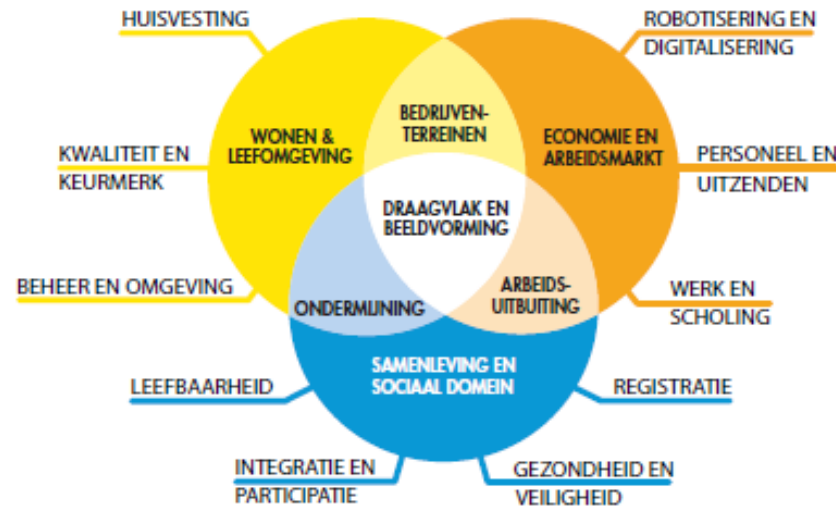 HUISVESTING
KWALITEIT EN
KEURMERK
BEHEER EN OMGEVING
WONEN &
LEEFOMGEVING
BEDRIJVEN-
TERREINEN
ECONOMIE EN
ARBEIDSMARKT
ROBOTISERING EN
DIGITALISERING
PERSONEEL EN
UITZENDEN
WERK EN
SCHOLING
DRAAGVLAK EN
BEELDVORMING
ONDERMIJNING
ARBEIDS-
UITBUITING
SAMENLEVING EN
SOCIAAL DOMEIN
LEEFBAARHEID
INTEGRATIE EN
PARTICIPATIE
GEZONDHEID EN
VEILIGHEID
REGISTRATIE